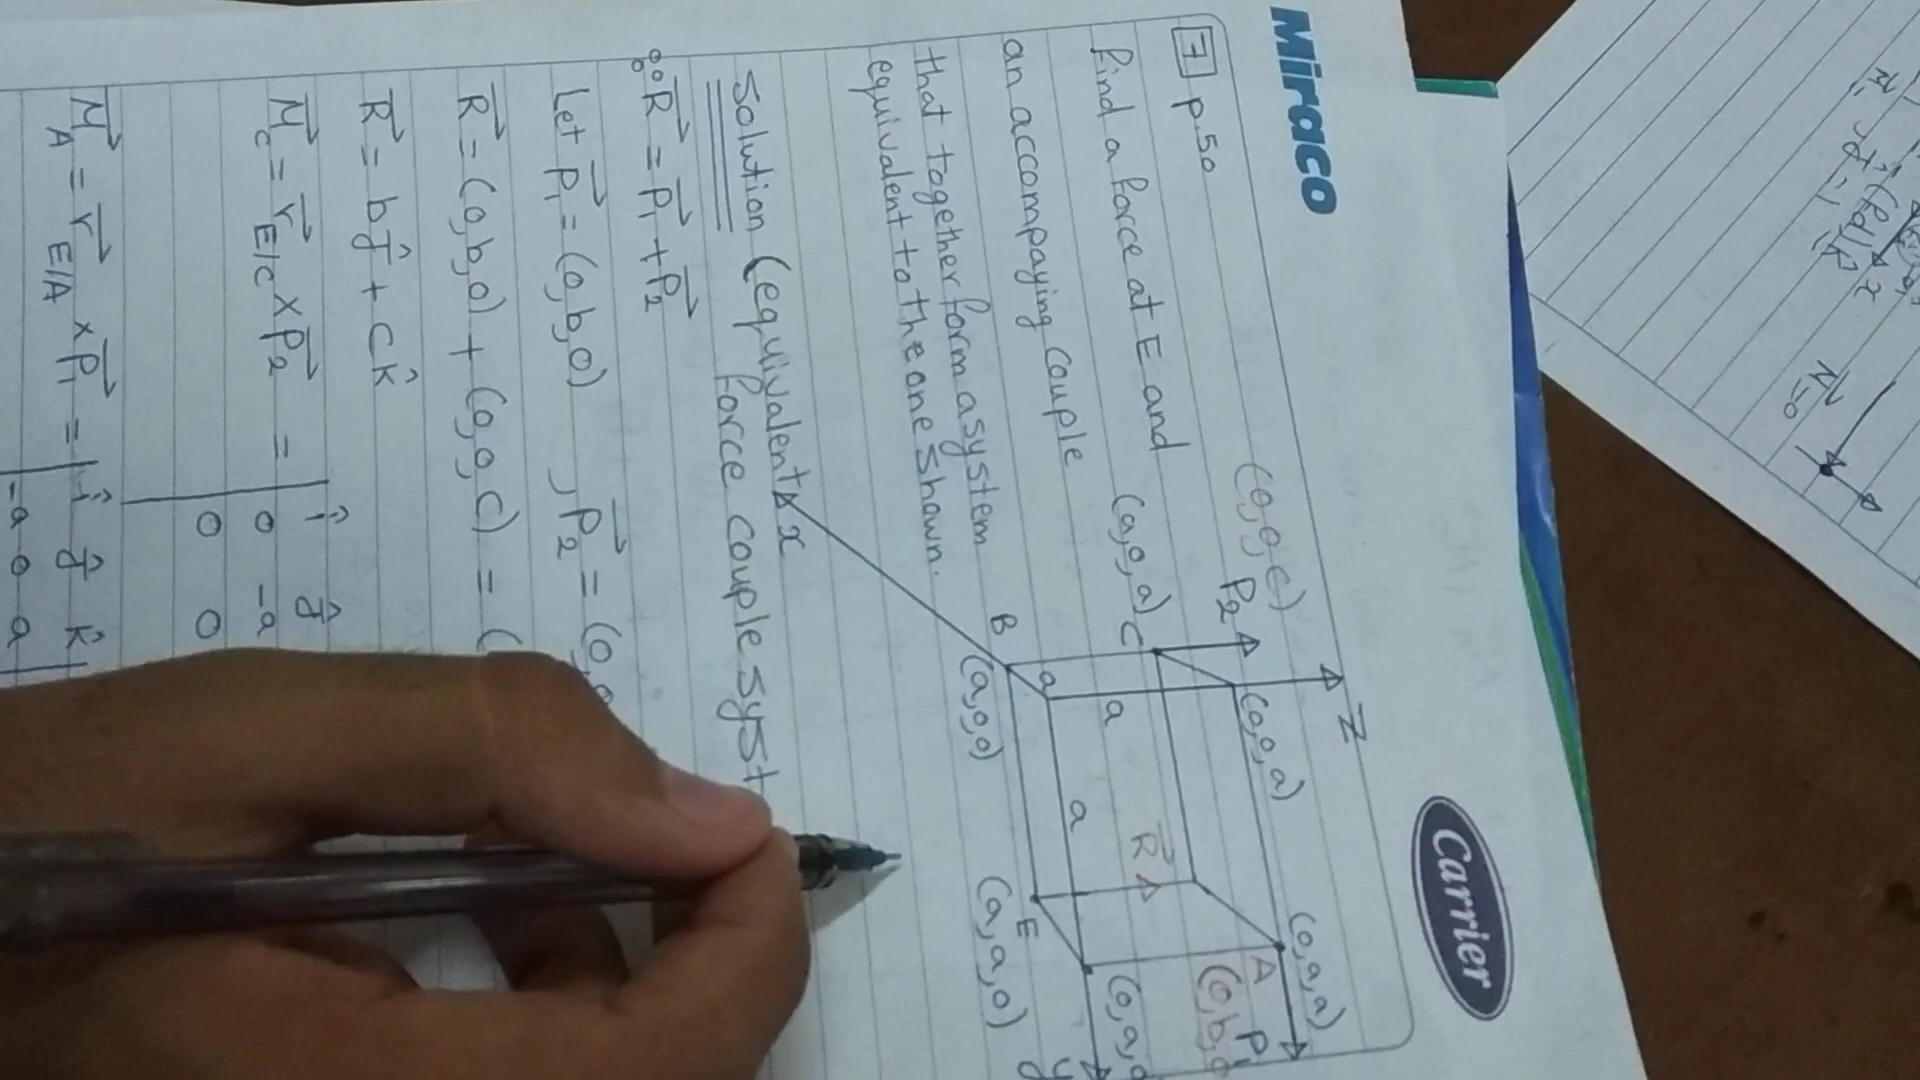 Miraco
Carrier
7 p.50
Find a force at E and
an accompaying couple
that together form a system
equivalent to the one shown.
(0,0,c)
P2
Z
(a,0,a) C
(0,0,a)
(0,a,a)
A
P1
(0,b,0
B
(a,0,0)
o
a
a
R
E
(a,a,0)
(0,a,0
y
x
Solution (equivalent
force couple syst
∴ R = P1 + P2
Let P1 = (0,b,0) , P2 = (0,0
R = (0,b,0) + (0,0,c) = (
R = bĵ + ck̂
Mc = r E/C × P2 =
î ĵ
0 -a
0 0
MA = r E/A × P1 =
î ĵ k̂
-a 0 a
N=0